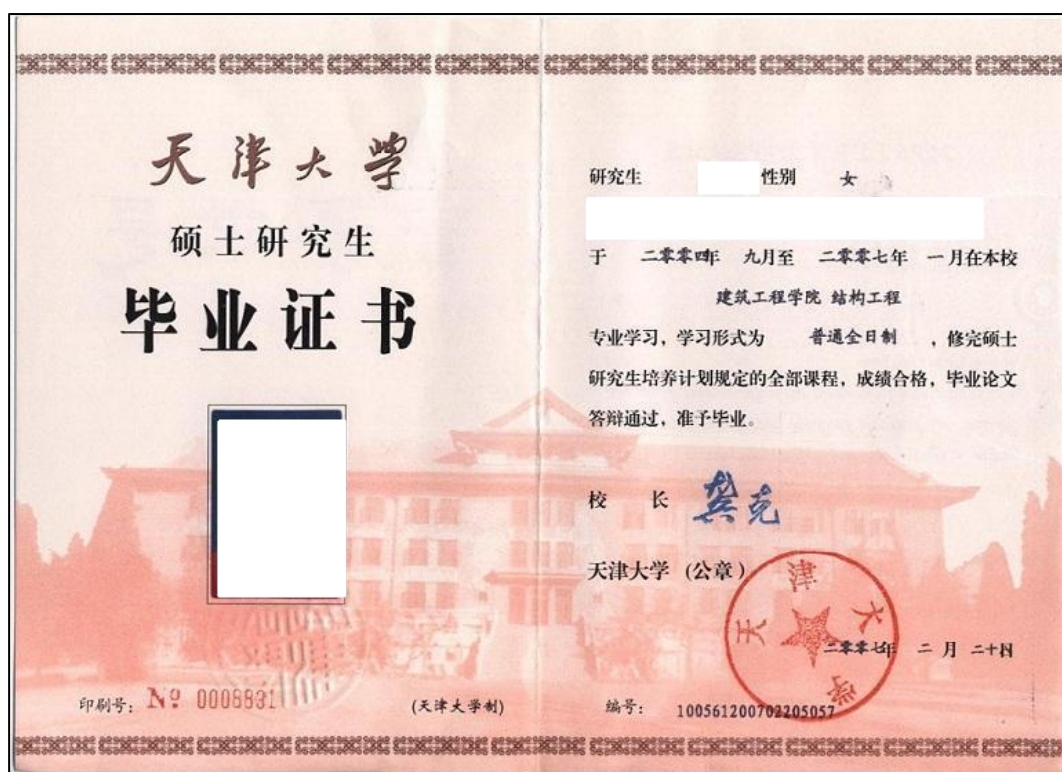 天津大学
硕士研究生
毕业证书
印刷号: № 0008831
(天津大学制)
研究生 性别 女
于 二零零四年 九月至 二零零七年 一月在本校
建筑工程学院 结构工程
专业学习, 学习形式为 普通全日制 , 修完硕士
研究生培养计划规定的全部课程, 成绩合格, 毕业论文
答辩通过, 准予毕业。
校 长 龚克
天津大学 (公章)
天津大学
二零零七年 二月 二十日
编号: 100561200702205057